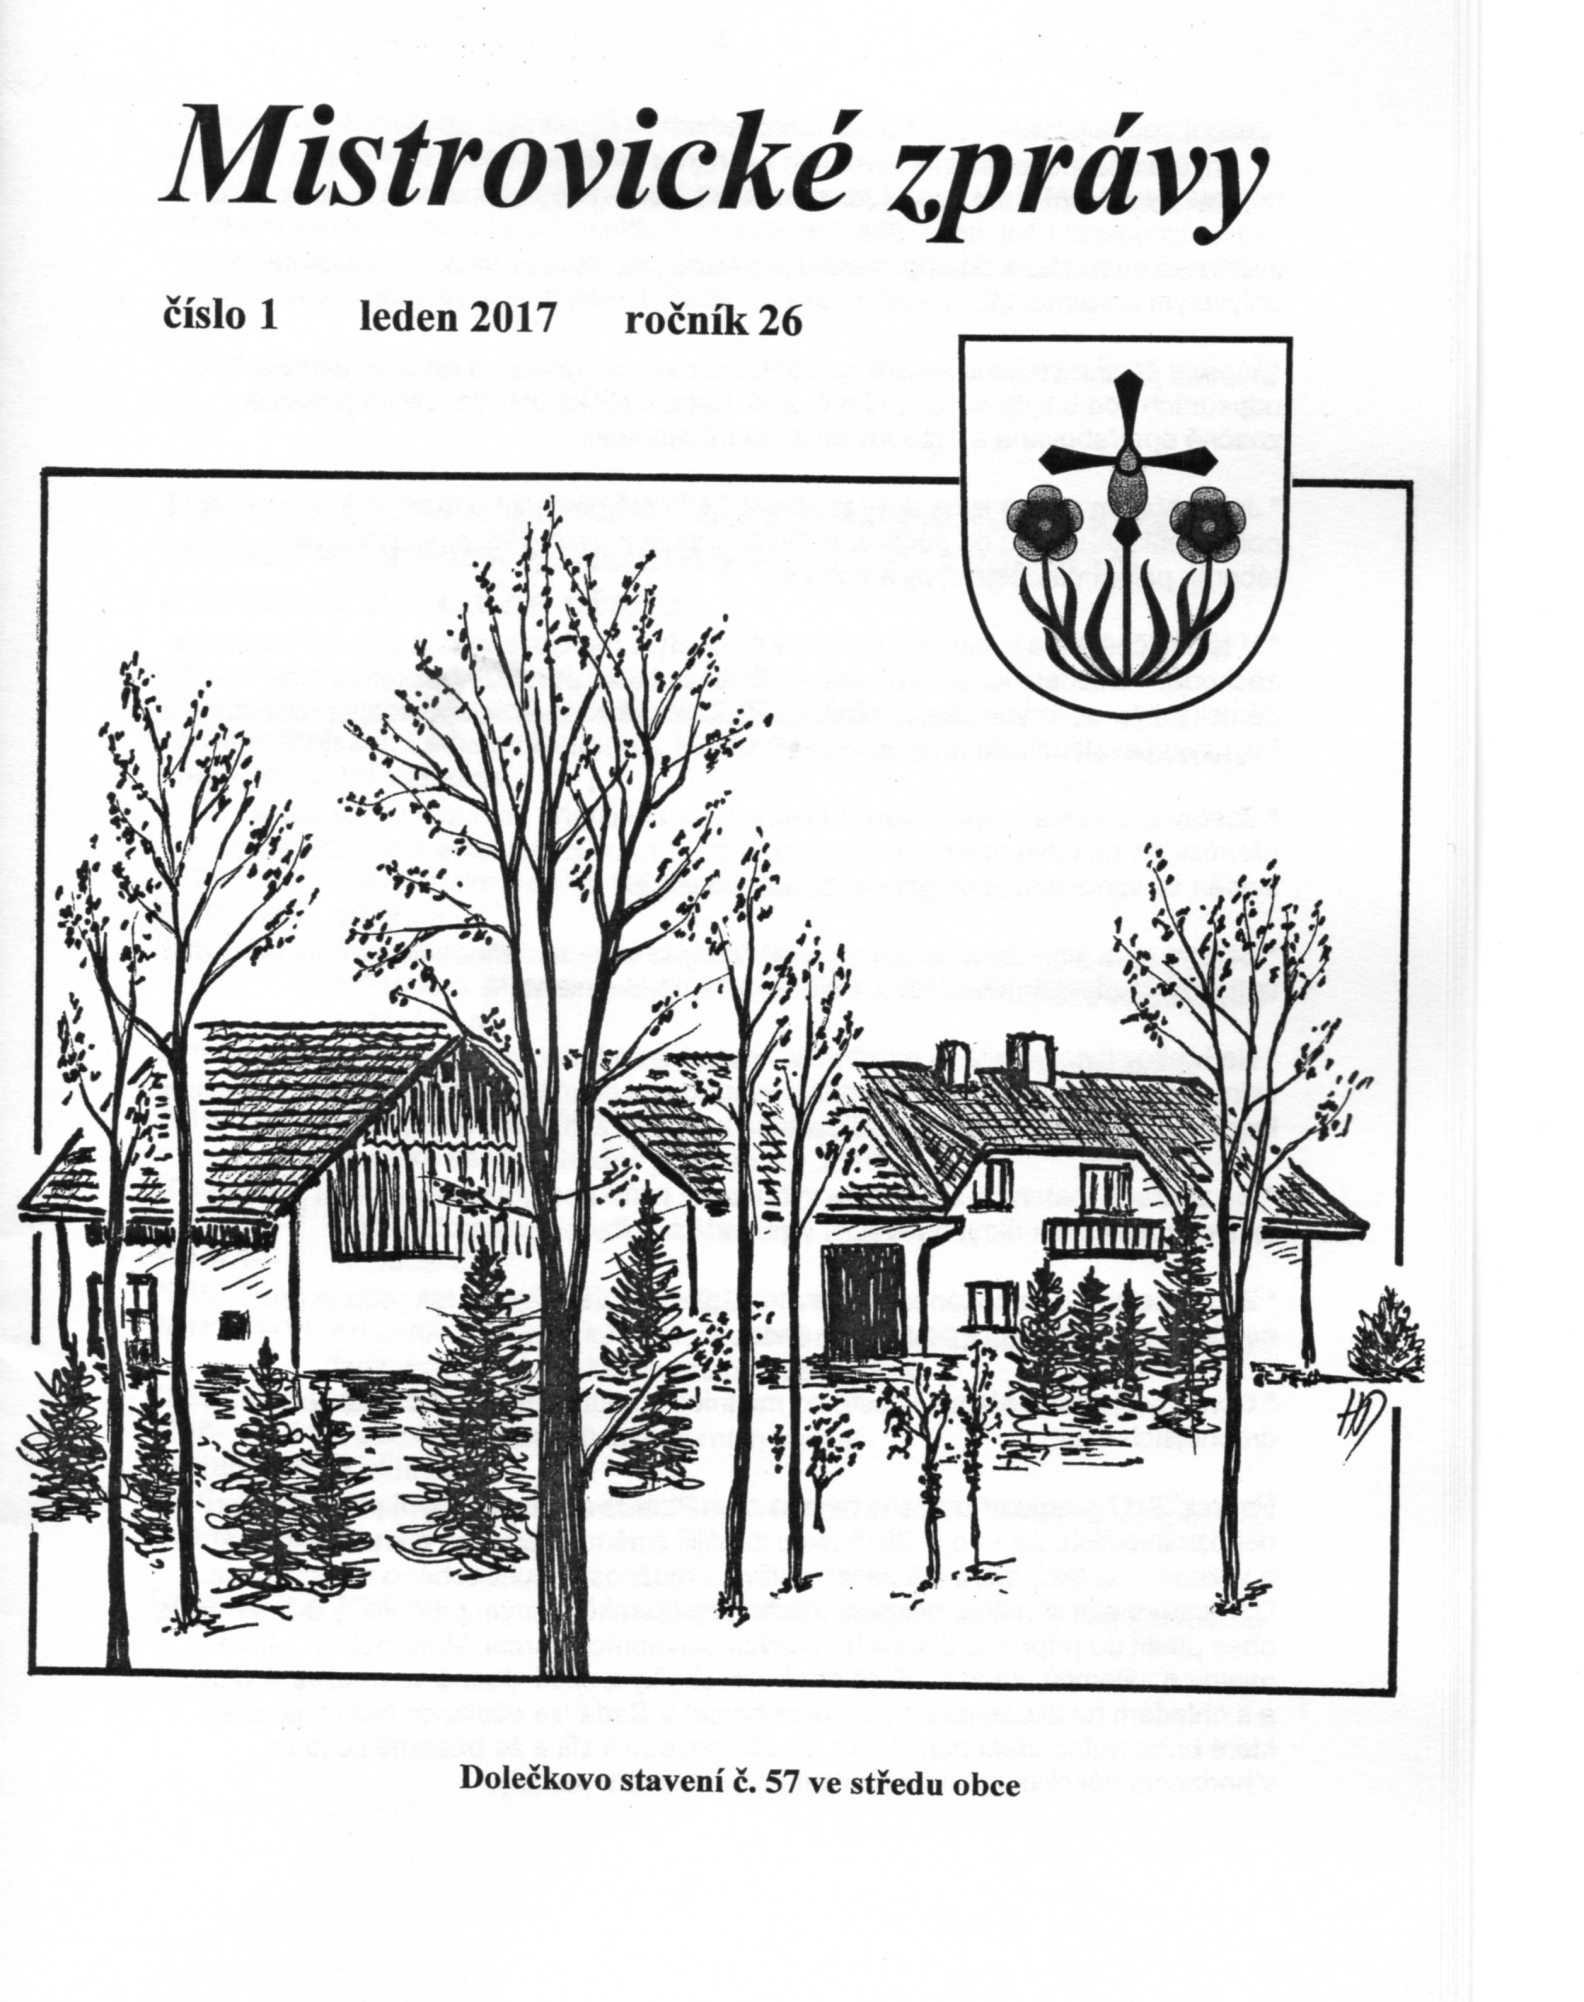 Mistrovické zprávy
číslo 1 leden 2017 ročník 26
Dolečkovo stavení č. 57 ve středu obce